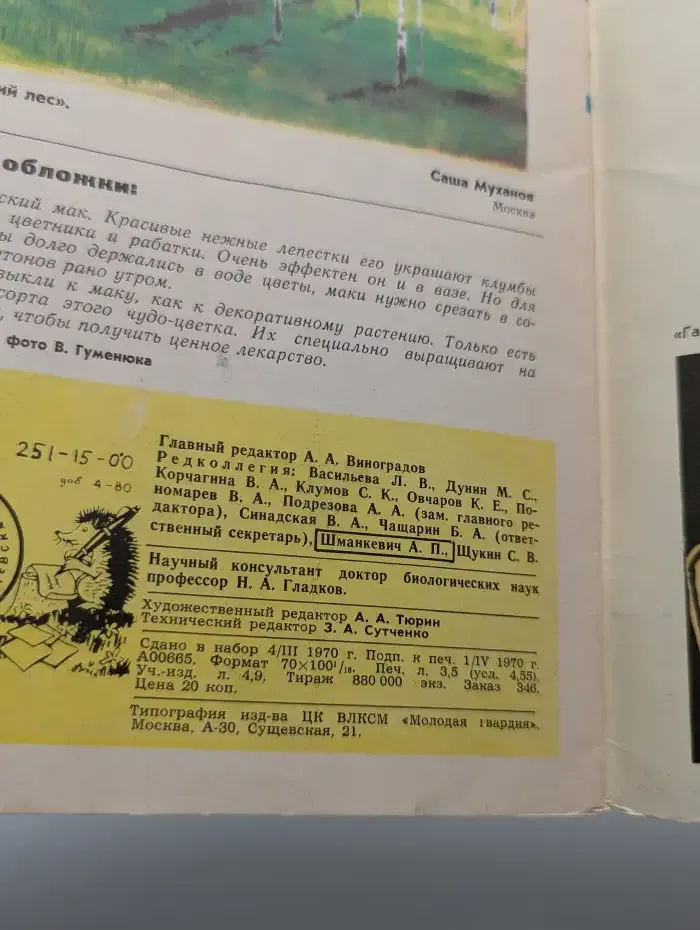 ий лес».
Саша Муханов
Москва
обложки:
ский мак. Красивые нежные лепестки его украшают клумбы
цветники и рабатки. Очень эффектен он и в вазе. Но для
ы долго держались в воде цветы, маки нужно срезать в со-
тонов рано утром.
выкли к маку, как к декоративному растению. Только есть
сорта этого чудо-цветка. Их специально выращивают на
, чтобы получить ценное лекарство.
фото В. Гуменюка
«Га
251-15-00
доб 4-80
Главный редактор А. А. Виноградов
Редколлегия: Васильева Л. В., Дунин М. С.,
Корчагина В. А., Клумов С. К., Овчаров К. Е., По-
номарев В. А., Подрезова А. А. (зам. главного ре-
дактора), Синадская В. А., Чащарин Б. А. (ответ-
ственный секретарь), Шманкевич А. П., Щукин С. В.
Научный консультант доктор биологических наук
профессор Н. А. Гладков.
Художественный редактор А. А. Тюрин
Технический редактор З. А. Сутченко
Сдано в набор 4/III 1970 г. Подп. к печ. 1/IV 1970 г.
А00665. Формат 70×100¹/₁₆. Печ. л. 3,5 (усл. 4,55).
Уч.-изд. л. 4,9. Тираж 880 000 экз. Заказ 346.
Цена 20 коп.
Типография изд-ва ЦК ВЛКСМ «Молодая гвардия».
Москва, А-30, Сущевская, 21.